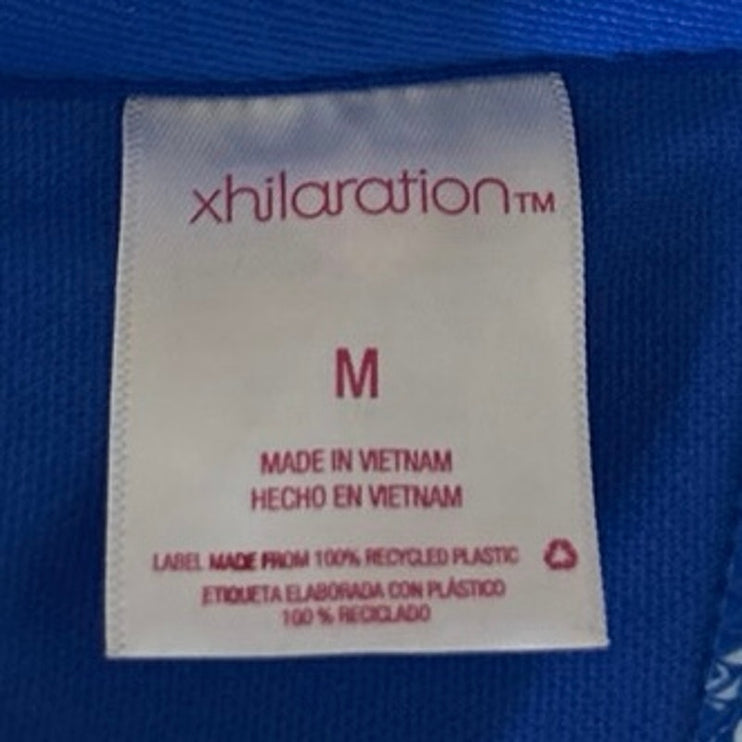 xhilaration™
M
MADE IN VIETNAM
HECHO EN VIETNAM
LABEL MADE FROM 100% RECYCLED PLASTIC
ETIQUETA ELABORADA CON PLÁSTICO
100 % RECICLADO